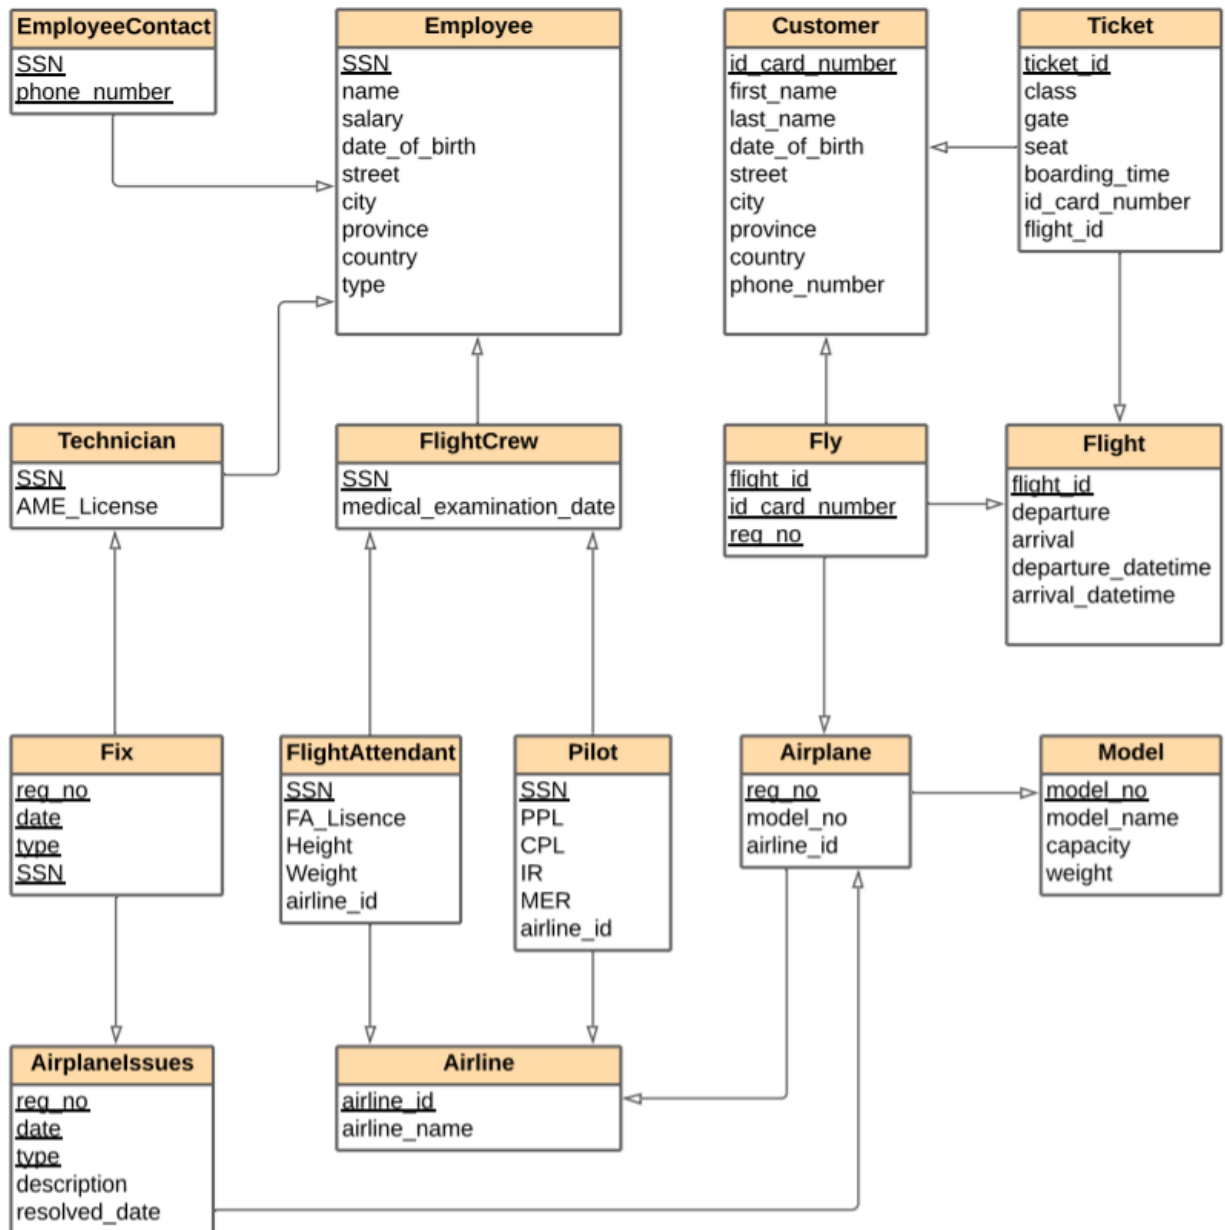 EmployeeContact
SSN
phone_number
Employee
SSN
name
salary
date_of_birth
street
city
province
country
type
Customer
id_card_number
first_name
last_name
date_of_birth
street
city
province
country
phone_number
Ticket
ticket_id
class
gate
seat
boarding_time
id_card_number
flight_id
Technician
SSN
AME_License
FlightCrew
SSN
medical_examination_date
Fly
flight_id
id_card_number
reg_no
Flight
flight_id
departure
arrival
departure_datetime
arrival_datetime
Fix
reg_no
date
type
SSN
FlightAttendant
SSN
FA_Lisence
Height
Weight
airline_id
Pilot
SSN
PPL
CPL
IR
MER
airline_id
Airplane
reg_no
model_no
airline_id
Model
model_no
model_name
capacity
weight
AirplaneIssues
reg_no
date
type
description
resolved_date
Airline
airline_id
airline_name